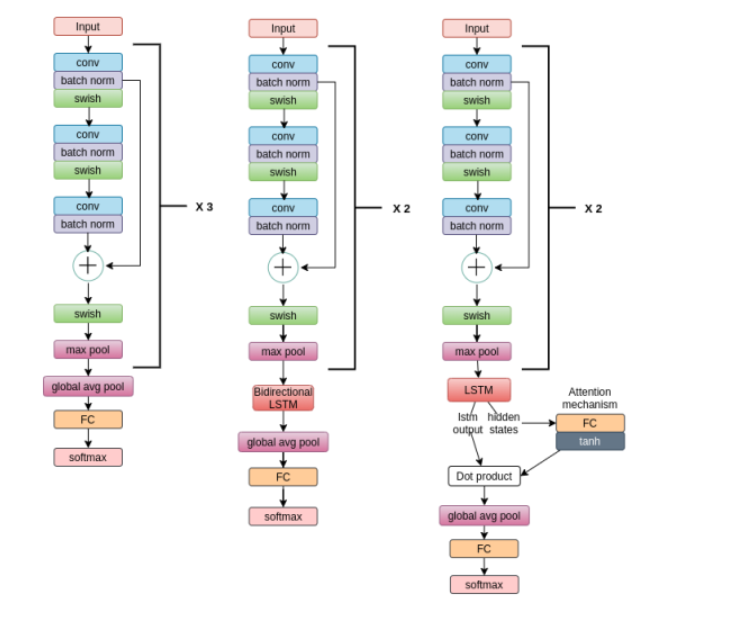 Input
conv
batch norm
swish
conv
batch norm
swish
conv
batch norm
+
swish
max pool
global avg pool
FC
softmax
X 3
Input
conv
batch norm
swish
conv
batch norm
swish
conv
batch norm
+
swish
max pool
Bidirectional
LSTM
global avg pool
FC
softmax
X 2
Input
conv
batch norm
swish
conv
batch norm
swish
conv
batch norm
+
swish
max pool
X 2
LSTM
lstm
output
hidden
states
Attention
mechanism
FC
tanh
Dot product
global avg pool
FC
softmax